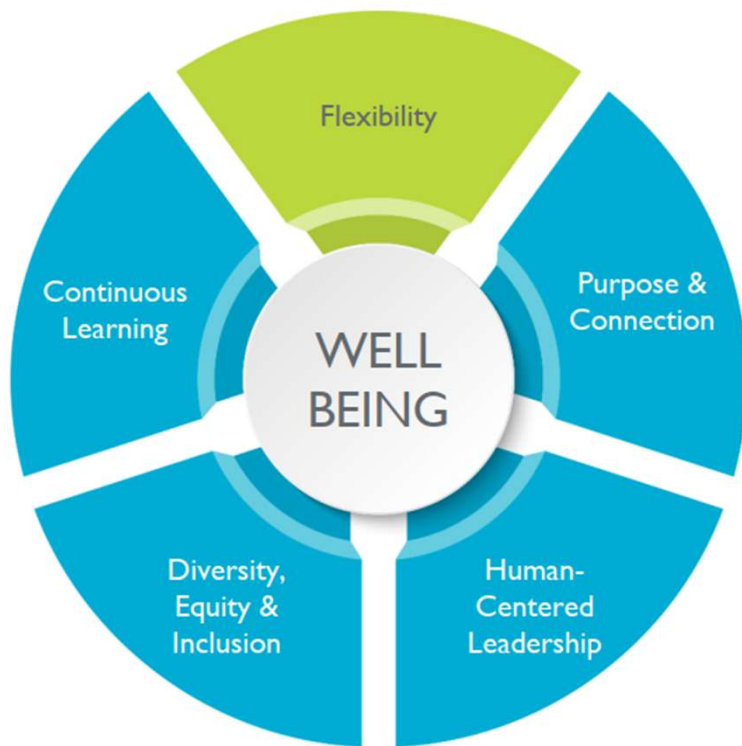 Flexibility
Purpose &
Connection
Human-
Centered
Leadership
Diversity,
Equity &
Inclusion
Continuous
Learning
WELL
BEING